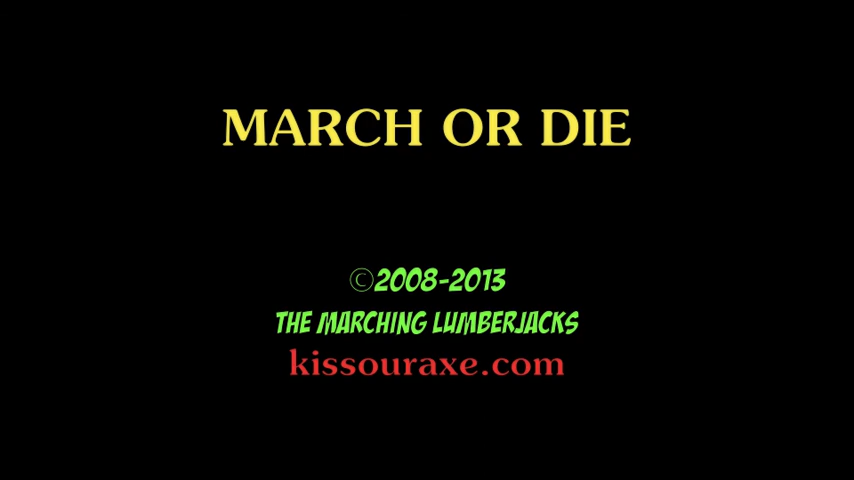 MARCH OR DIE
©2008-2013
THE MARCHING LUMBERJACKS
kissouraxe.com